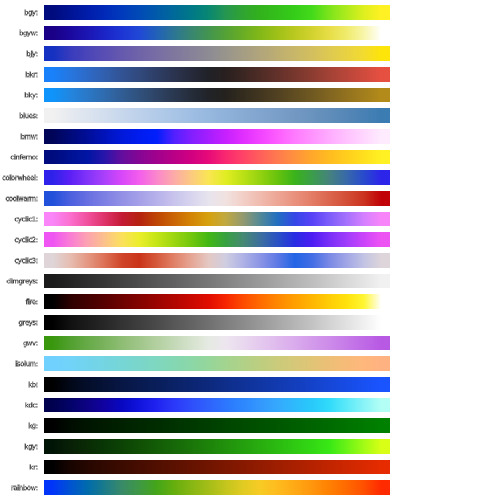 bgy:
bgyw:
bjy:
bkr:
bky:
blues:
bmw:
cinferno:
colorwheel:
coolwarm:
cyclic1:
cyclic2:
cyclic3:
dimgreys:
fire:
greys:
gwv:
isolum:
kb:
kbc:
kg:
kgy:
kr:
rainbow: